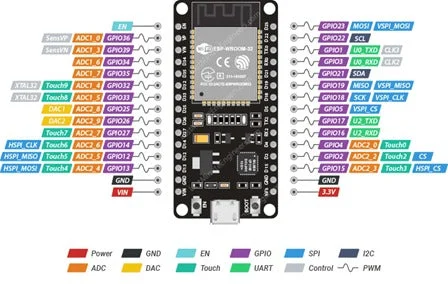 EN
GPIO23 MOSI VSPI_MOSI
SensVP ADC1_0 GPIO36
GPIO22 SCL
SensVN ADC1_3 GPIO39
GPIO1 U0_TXD CLK3
ADC1_6 GPIO34
GPIO3 U0_RXD CLK2
ADC1_7 GPIO35
GPIO21 SDA
XTAL32 Touch9 ADC1_4 GPIO32
GPIO19 MISO VSPI_MISO
XTAL32 Touch8 ADC1_5 GPIO33
GPIO18 SCK VSPI_CLK
DAC1 ADC2_8 GPIO25
GPIO5 VSPI_CS
DAC2 ADC2_9 GPIO26
GPIO17 U2_TXD
Touch7 ADC2_7 GPIO27
GPIO16 U2_RXD
HSPI_CLK Touch6 ADC2_6 GPIO14
GPIO4 ADC2_0 Touch0
HSPI_MISO Touch5 ADC2_5 GPIO12
GPIO2 ADC2_2 Touch2 CS
HSPI_MOSI Touch4 ADC2_4 GPIO13
GPIO15 ADC2_3 Touch3 HSPI_CS
GND
GND
VIN
3.3V
ESP-WROOM-32
EN
BOOT
Power GND EN GPIO SPI I2C
ADC DAC Touch UART Control PWM